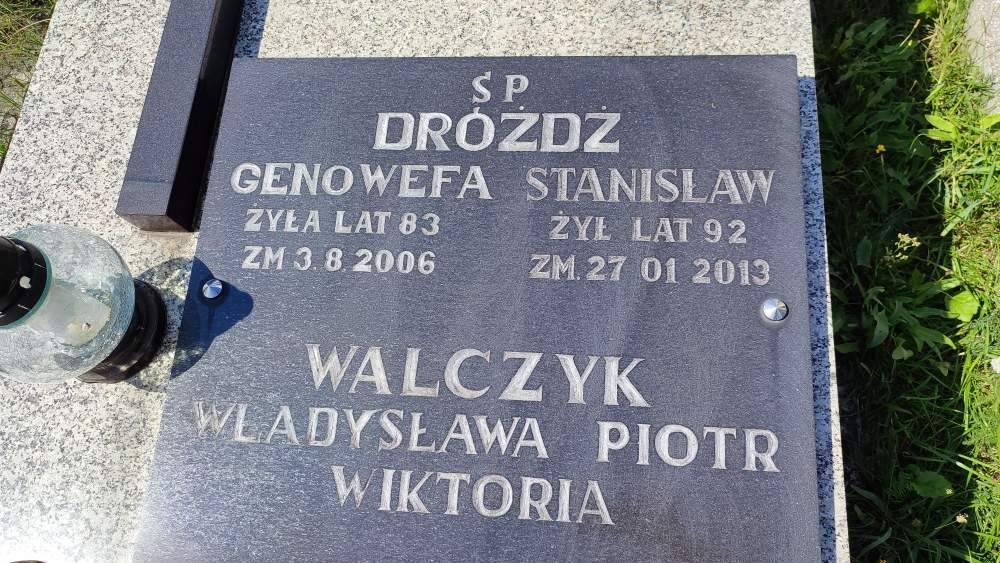 Ś P
DRÓŻDŻ
GENOWEFA STANISŁAW
ŻYŁA LAT 83 ŻYŁ LAT 92
ZM 3.8.2006 ZM. 27 01 2013
WALCZYK
WŁADYSŁAWA PIOTR
WIKTORIA